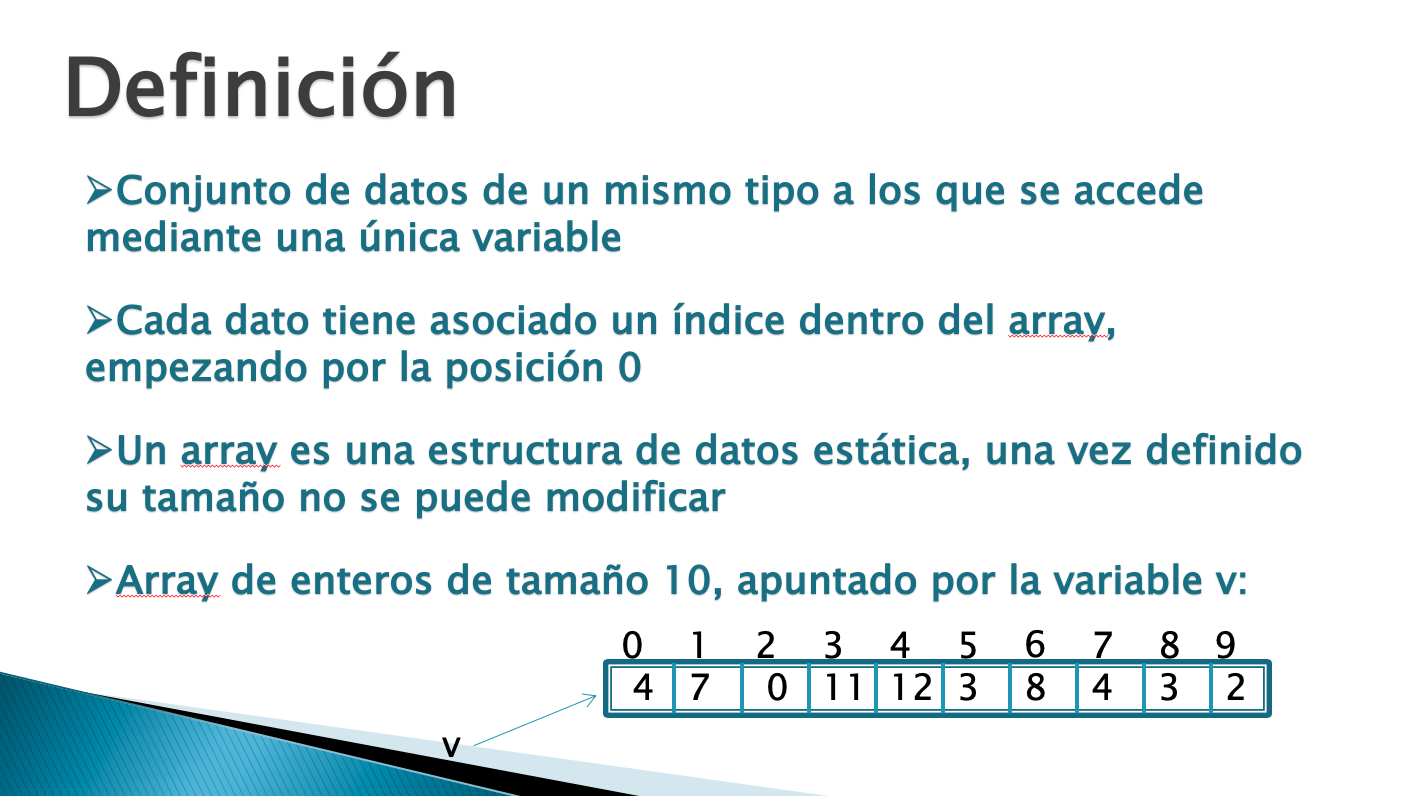 Definición
➢Conjunto de datos de un mismo tipo a los que se accede
mediante una única variable
➢Cada dato tiene asociado un índice dentro del array,
empezando por la posición 0
➢Un array es una estructura de datos estática, una vez definido
su tamaño no se puede modificar
➢Array de enteros de tamaño 10, apuntado por la variable v:
0 1 2 3 4 5 6 7 8 9
4 7 0 11 12 3 8 4 3 2
v